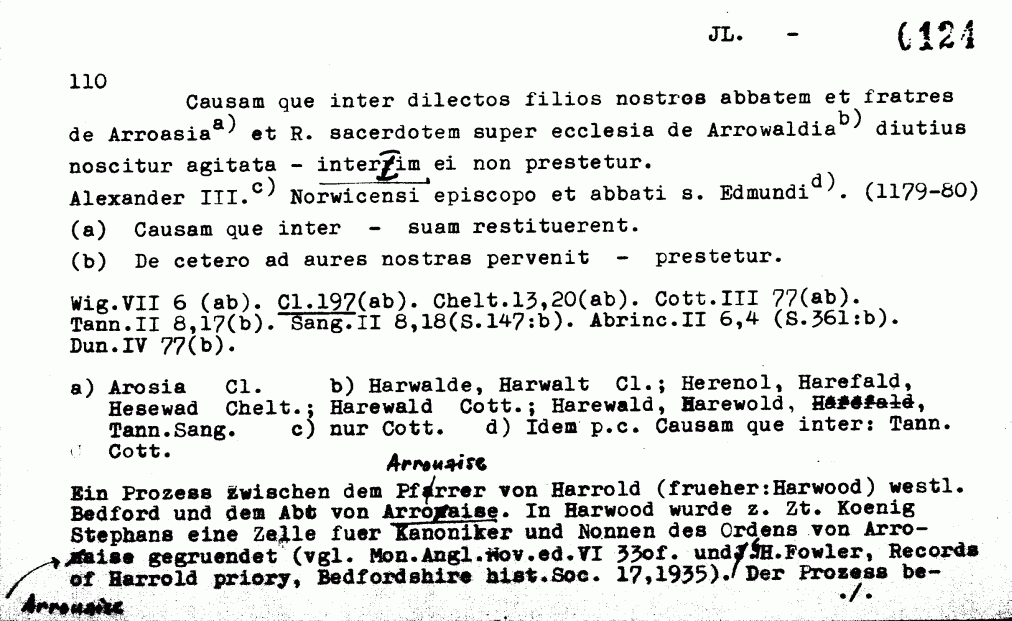 JL. - 0124
110
Causam que inter dilectos filios nostros abbatem et fratres
de Arroasia a) et R. sacerdotem super ecclesia de Arrowaldia b) diutius
noscitur agitata - interim ei non prestetur.
Alexander III. c) Norwicensi episcopo et abbati s. Edmundi d). (1179-80)
(a) Causam que inter - suam restituerent.
(b) De cetero ad aures nostras pervenit - prestetur.
Wig.VII 6 (ab). Cl.197(ab). Chelt.13,20(ab). Cott.III 77(ab).
Tann.II 8,17(b). Sang.II 8,18(S.147:b). Abrinc.II 6,4 (S.361:b).
Dun.IV 77(b).
a) Arosia Cl. b) Harwalde, Harwalt Cl.; Herenol, Harefald,
Hesewad Chelt.; Harewald Cott.; Harewald, Harewold, Harefald,
Tann.Sang. c) nur Cott. d) Idem p.c. Causam que inter: Tann.
Cott.
Arrouaise
Ein Prozess zwischen dem Pfarrer von Harrold (frueher:Harwood) westl.
Bedford und dem Abt von Arrouaise. In Harwood wurde z. Zt. Koenig
Stephans eine Zelle fuer Kanoniker und Nonnen des Ordens von Arro-
naise gegruendet (vgl. Mon.Angl.Nov.ed.VI 33of. und H.Fowler, Records
of Harrold priory, Bedfordshire hist.Soc. 17,1935). Der Prozess be-
./.
Arrouaise